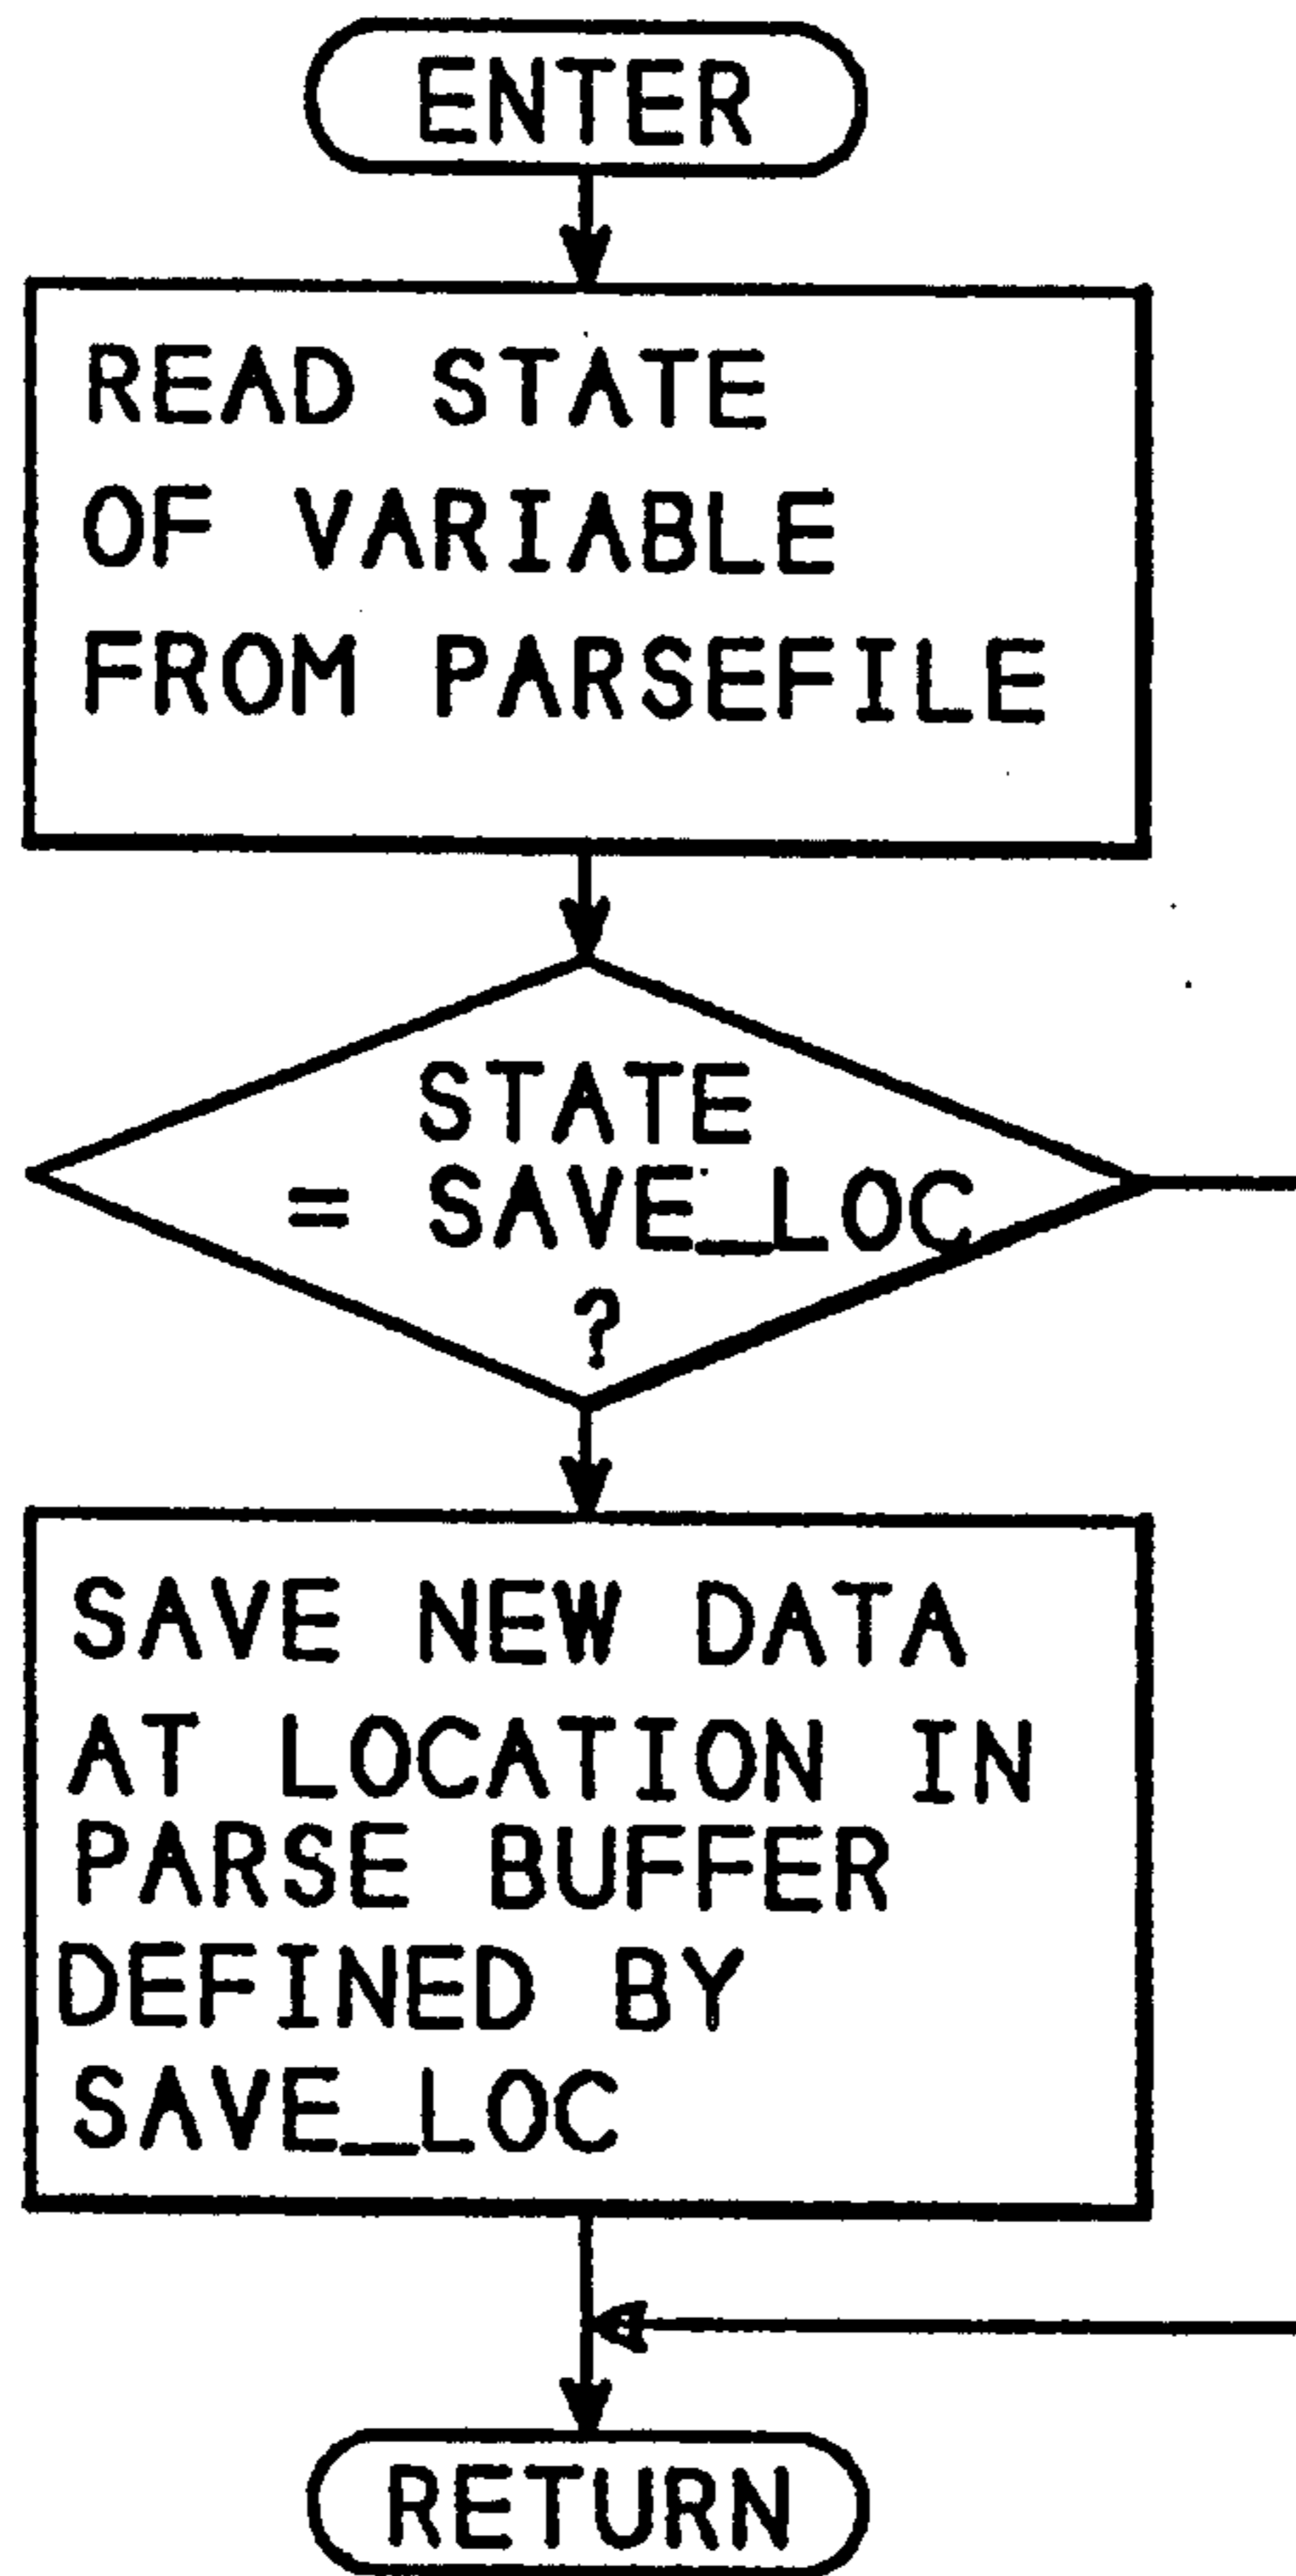 ENTER
READ STATE
OF VARIABLE
FROM PARSEFILE
STATE
= SAVE_LOC
?
SAVE NEW DATA
AT LOCATION IN
PARSE BUFFER
DEFINED BY
SAVE_LOC
RETURN